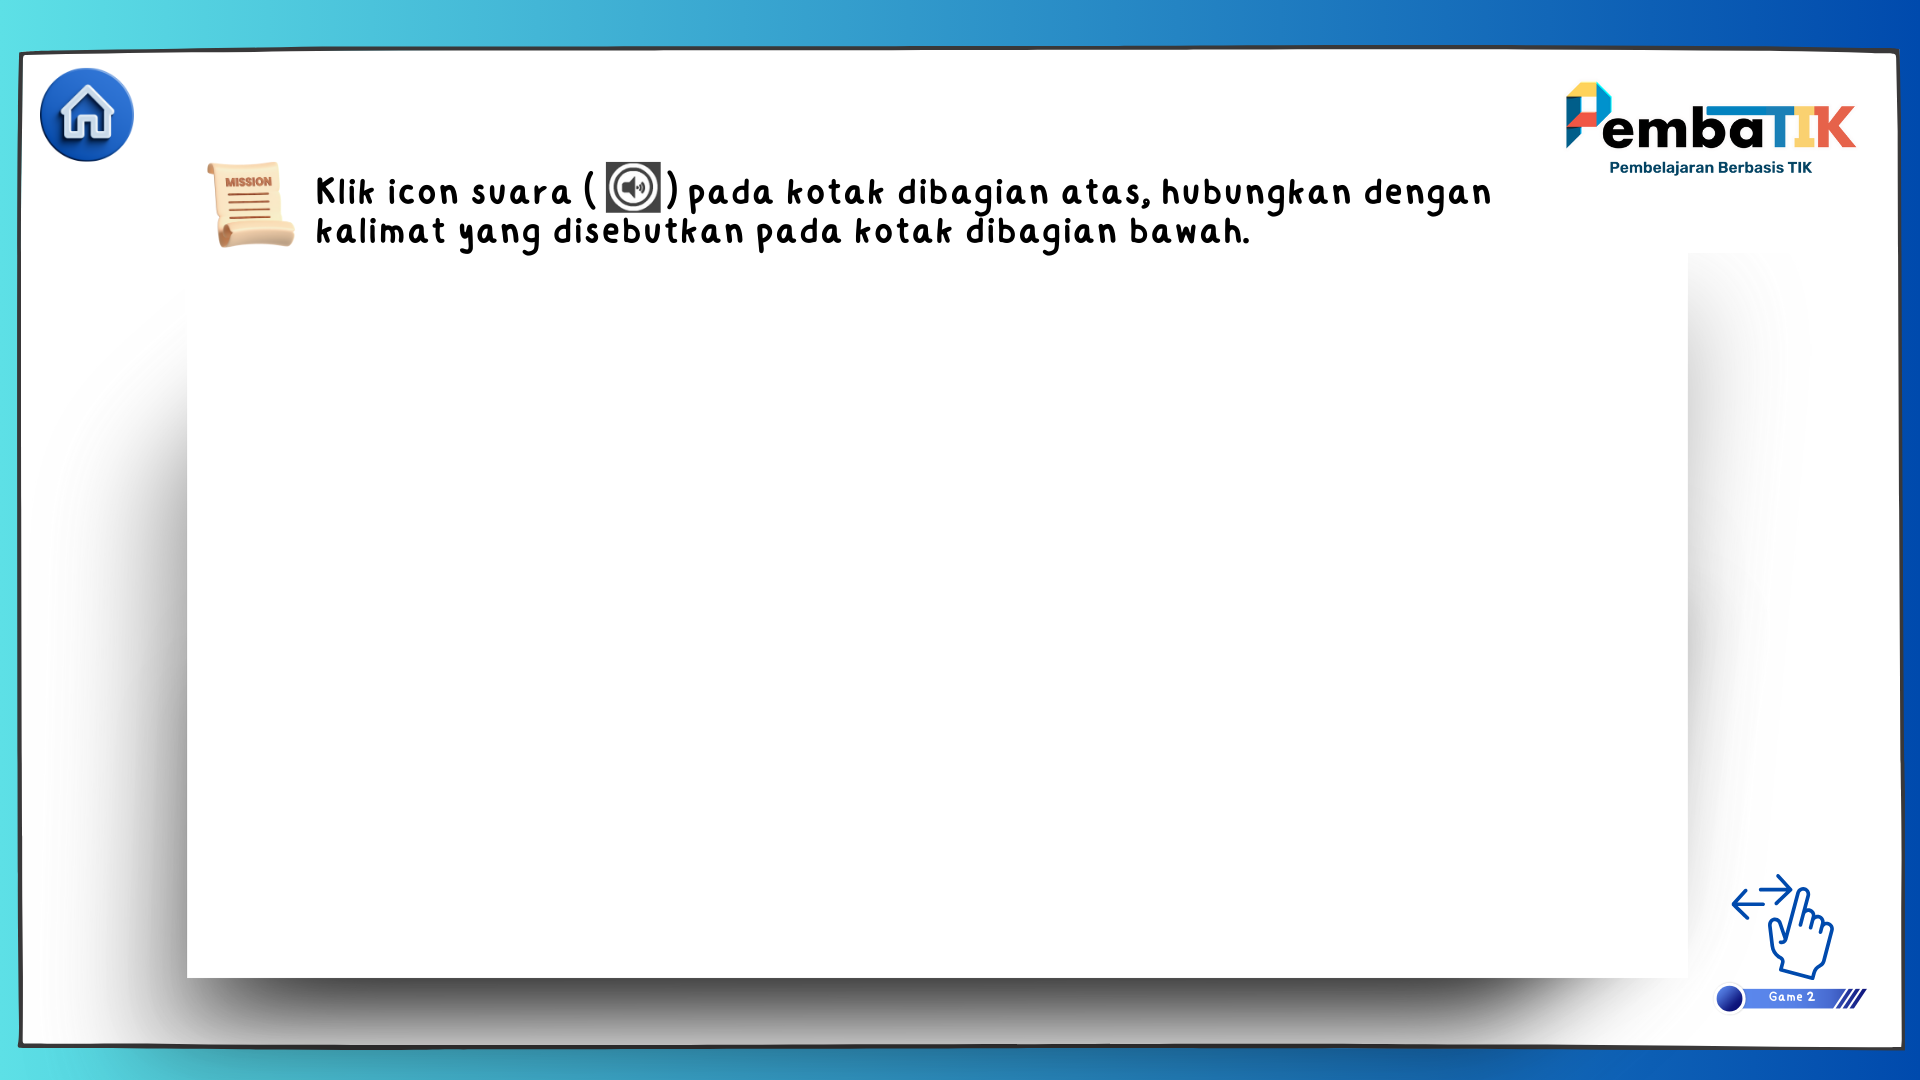 PembaTIK
Pembelajaran Berbasis TIK
MISSION
Klik icon suara ( ) pada kotak dibagian atas, hubungkan dengan
kalimat yang disebutkan pada kotak dibagian bawah.
Game 2